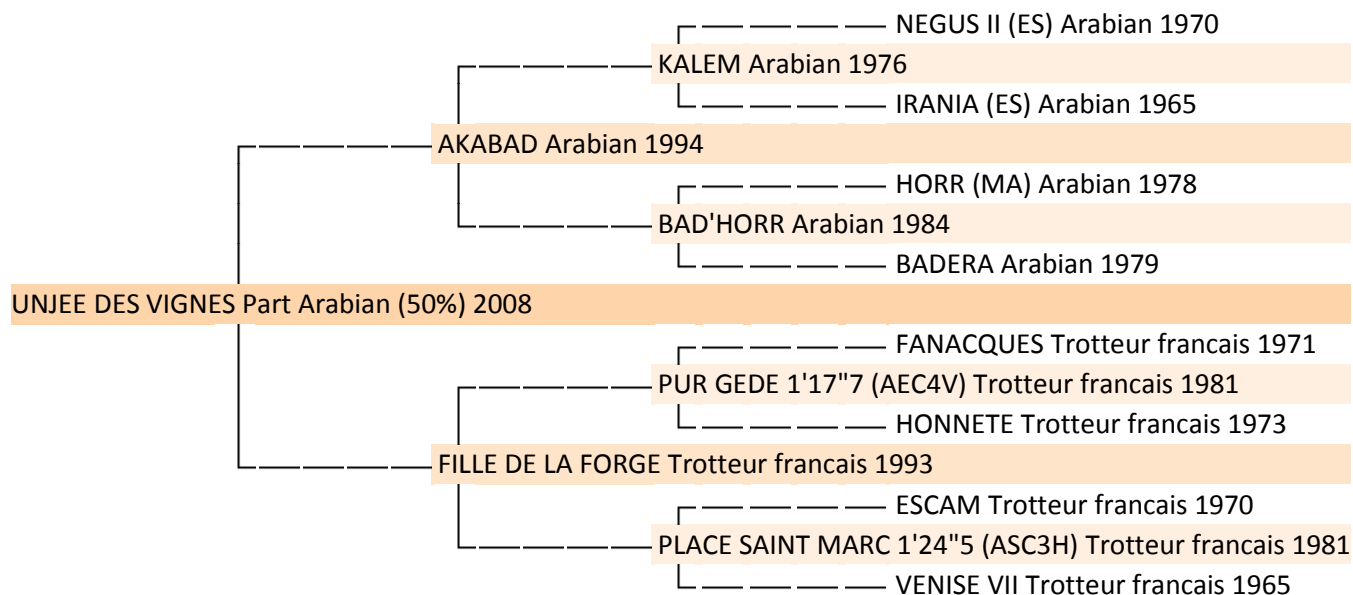 NEGUS II (ES) Arabian 1970
KALEM Arabian 1976
IRANIA (ES) Arabian 1965
AKABAD Arabian 1994
HORR (MA) Arabian 1978
BAD'HORR Arabian 1984
BADERA Arabian 1979
UNJEE DES VIGNES Part Arabian (50%) 2008
FANACQUES Trotteur francais 1971
PUR GEDE 1'17"7 (AEC4V) Trotteur francais 1981
HONNETE Trotteur francais 1973
FILLE DE LA FORGE Trotteur francais 1993
ESCAM Trotteur francais 1970
PLACE SAINT MARC 1'24"5 (ASC3H) Trotteur francais 1981
VENISE VII Trotteur francais 1965